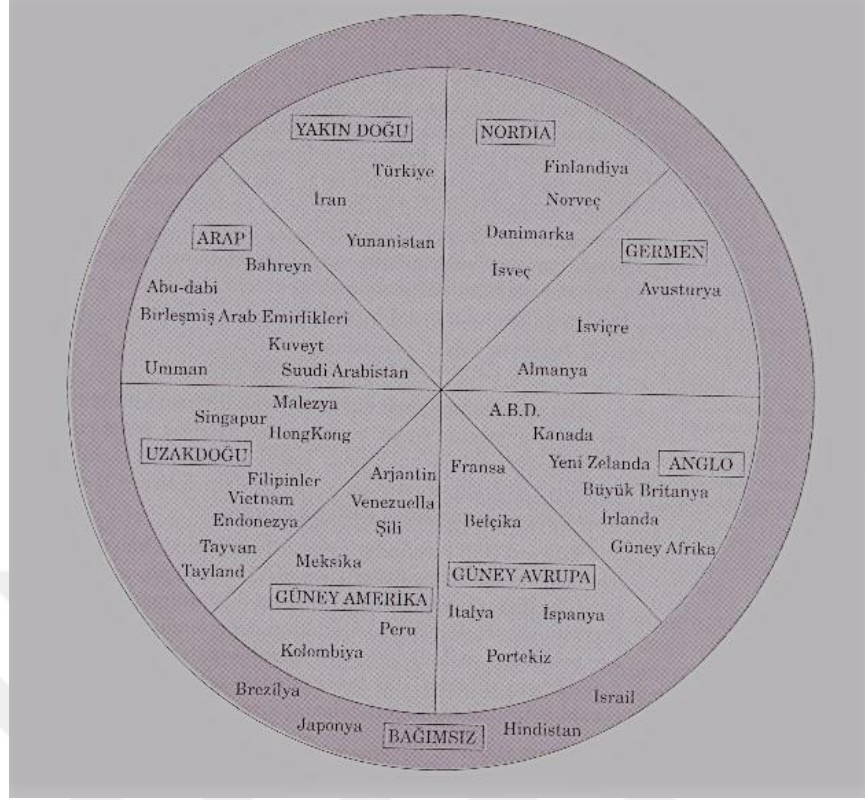 YAKIN DOĞU
Türkiye
İran
Yunanistan
NORDİA
Finlandiya
Norveç
Danimarka
İsveç
GERMEN
Avusturya
İsviçre
Almanya
ARAP
Bahreyn
Abu-dabi
Birleşmiş Arab Emirlikleri
Kuveyt
Umman
Suudi Arabistan
Malezya
Singapur
HongKong
UZAKDOĞU
Filipinler
Vietnam
Endonezya
Tayvan
Tayland
Arjantin
Venezuella
Şili
Meksika
GÜNEY AMERİKA
Peru
Kolombiya
Fransa
Belçika
GÜNEY AVRUPA
Italya
İspanya
Portekiz
A.B.D.
Kanada
Yeni Zelanda
ANGLO
Büyük Britanya
İrlanda
Güney Afrika
Brezilya
Japonya
BAĞIMSIZ
Hindistan
İsrail